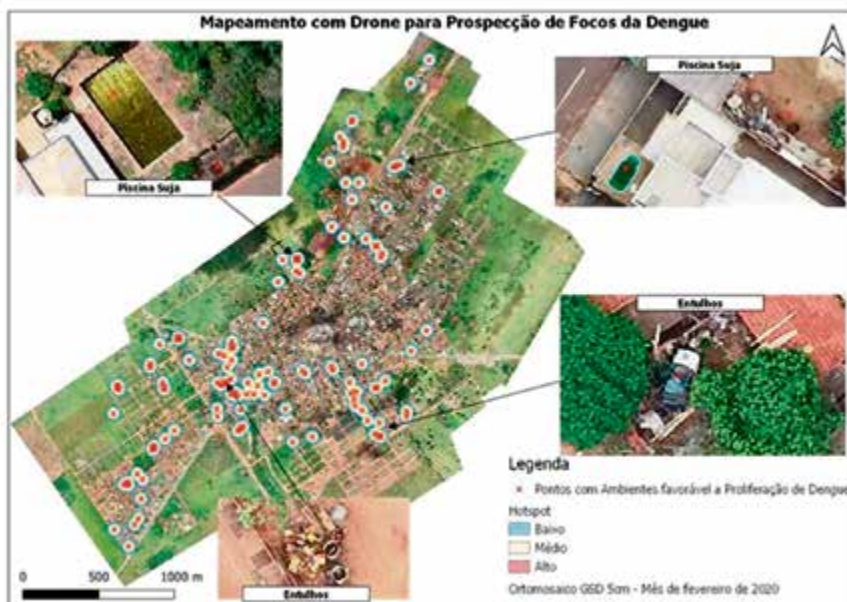 Mapeamento com Drone para Prospecção de Focos da Dengue
Piscina Suja
Piscina Suja
Entulhos
Entulhos
Legenda
Pontos com Ambientes favorável a Proliferação de Dengue
Hotspot
Baixo
Médio
Alto
Ortomosaico GSD 5cm - Mês de fevereiro de 2020
0 500 1000 m